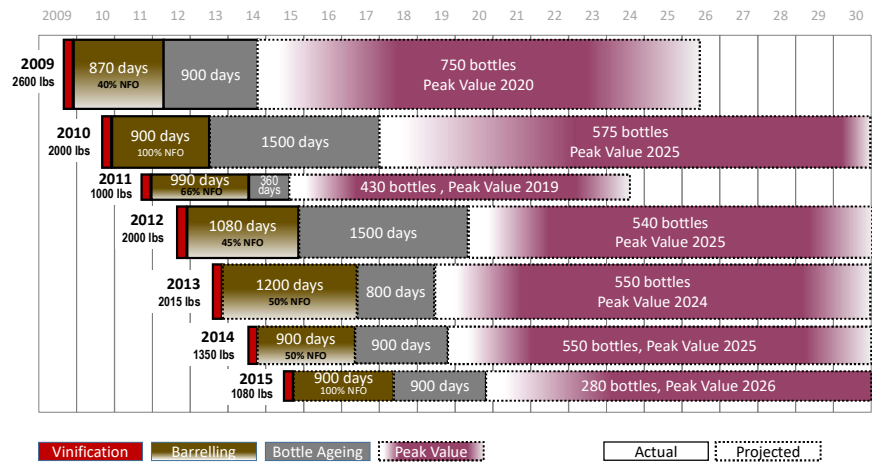 2009 10 11 12 13 14 15 16 17 18 19 20 21 22 23 24 25 26 27 28 29 30
2009
2600 lbs
870 days
40% NFO
900 days
750 bottles
Peak Value 2020
2010
2000 lbs
900 days
100% NFO
1500 days
575 bottles
Peak Value 2025
2011
1000 lbs
990 days
66% NFO
360
days
430 bottles , Peak Value 2019
2012
2000 lbs
1080 days
45% NFO
1500 days
540 bottles
Peak Value 2025
2013
2015 lbs
1200 days
50% NFO
800 days
550 bottles
Peak Value 2024
2014
1350 lbs
900 days
50% NFO
900 days
550 bottles, Peak Value 2025
2015
1080 lbs
900 days
100% NFO
900 days
280 bottles, Peak Value 2026
Vinification Barrelling Bottle Ageing Peak Value Actual Projected